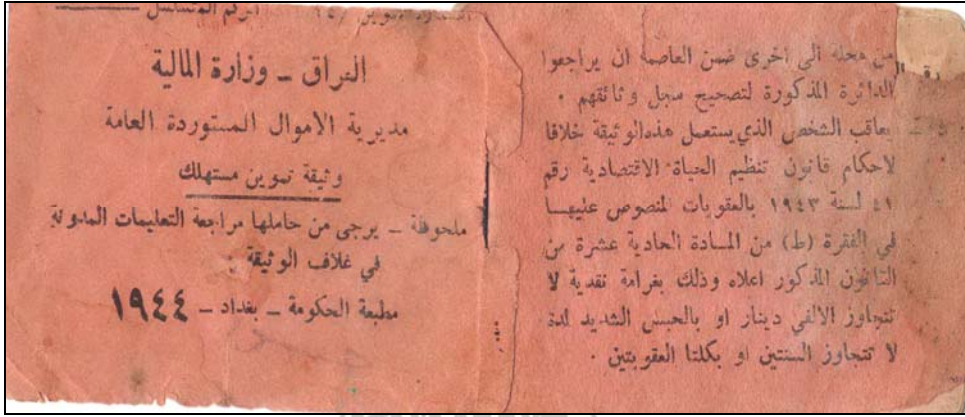 العراق ـ وزارة المالية
مديرية الاموال المستوردة العامة
وثيقة تموين مستهلك
ملحوظة ـ يرجى من حاملها مراجعة التعليمات المدونة
في غلاف الوثيقة .
مطبعة الحكومة ـ بغداد ـ ١٩٤٤
من محلة الى اخرى ضمن العاصمة ان يراجعوا
الدائرة المذكورة لتصحيح سجل وثائقهم .
يعاقب الشخص الذي يستعمل هذه الوثيقة خلافا
لاحكام قانون تنظيم الحياة الاقتصادية رقم
٤١ لسنة ١٩٤٣ بالعقوبات المنصوص عليها
في الفقرة (ط) من المادة الحادية عشرة من
القانون المذكور اعلاه وذلك بغرامة نقدية لا
تتجاوز الالفي دينار او بالحبس الشديد لمدة
لا تتجاوز السنتين او بكلتا العقوبتين .